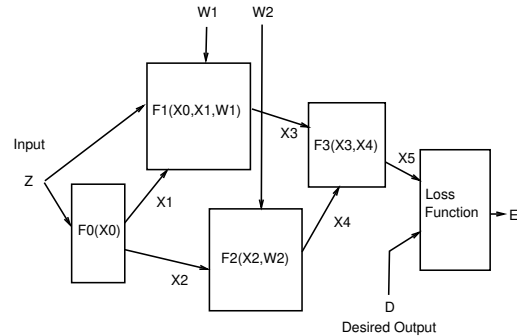 W1 W2
F1(X0,X1,W1)
X3
F3(X3,X4)
Input
X5
Z
X1
Loss
Function
F0(X0)
X4
E
X2
F2(X2,W2)
D
Desired Output